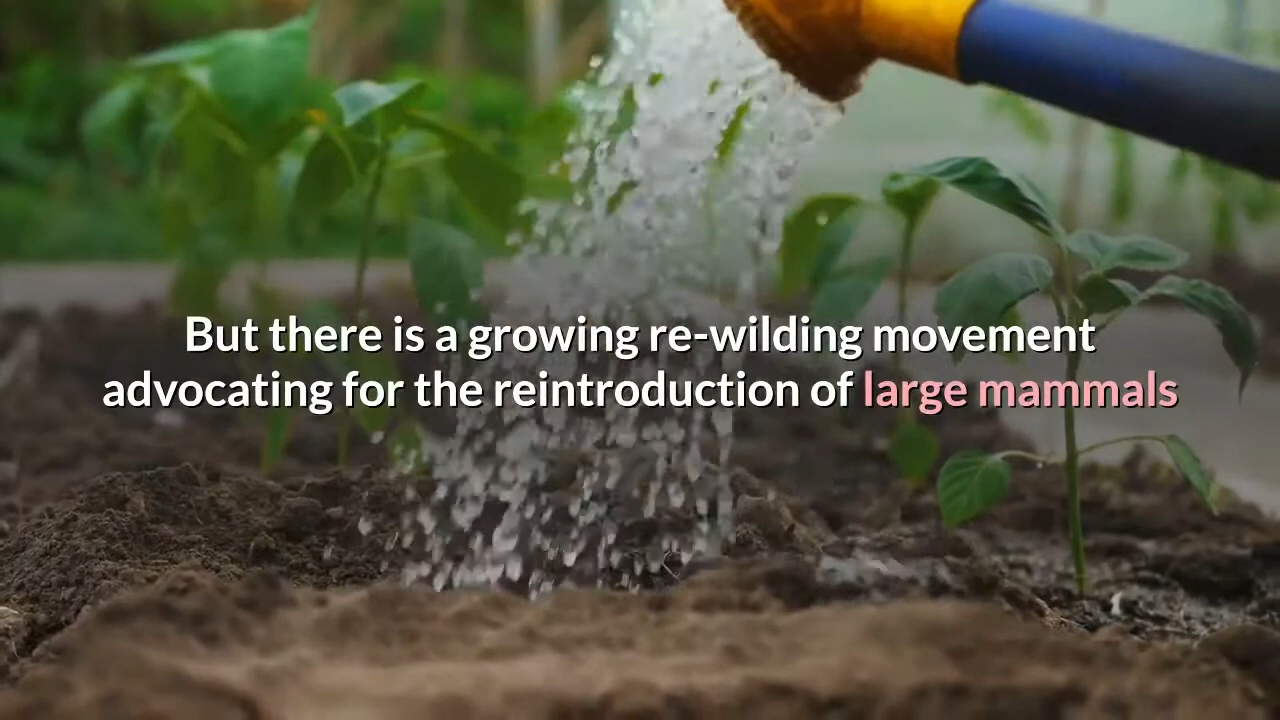 But there is a growing re-wilding movement
advocating for the reintroduction of large mammals